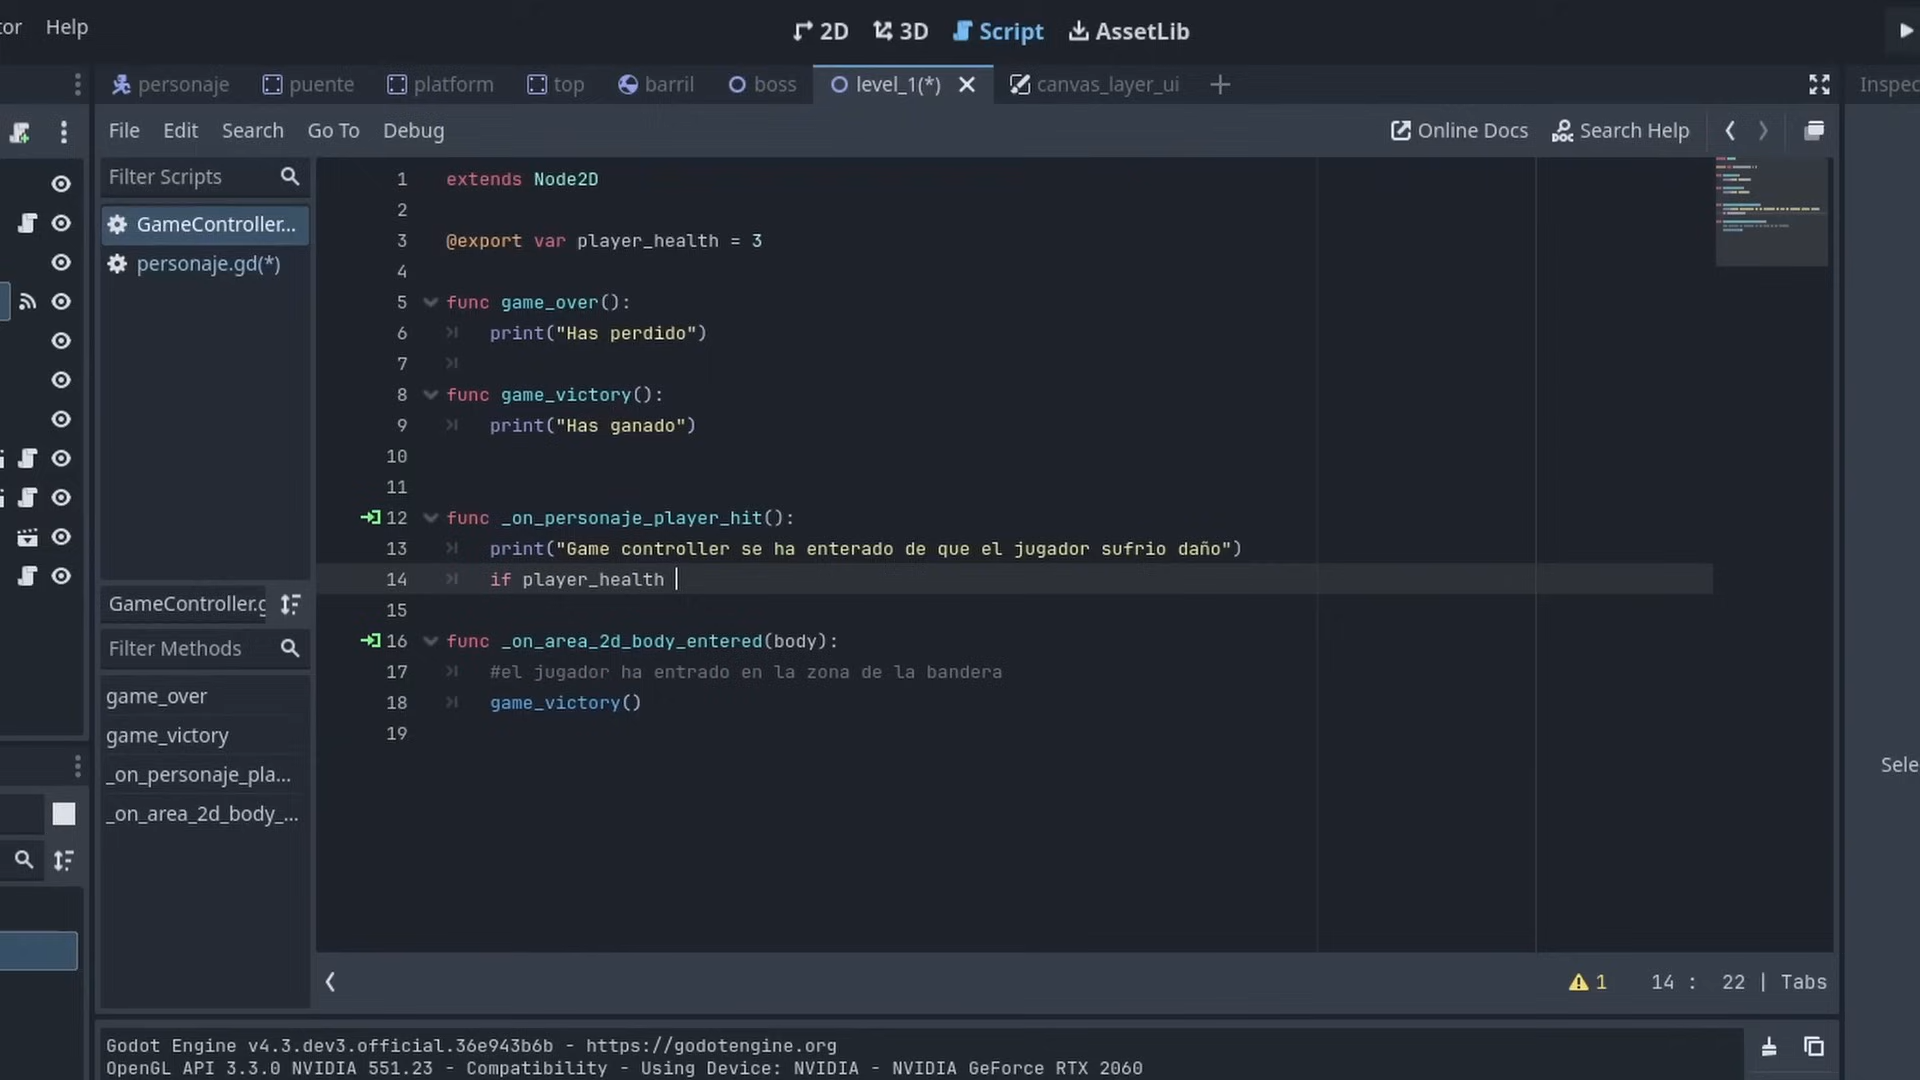 tor Help
2D 3D Script AssetLib
personaje puente platform top barril boss level_1(*) canvas_layer_ui
Inspec
File Edit Search Go To Debug
Online Docs Search Help
Filter Scripts
GameController...
personaje.gd(*)
1 extends Node2D
2
3 @export var player_health = 3
4
5 func game_over():
6 print("Has perdido")
7
8 func game_victory():
9 print("Has ganado")
10
11
12 func _on_personaje_player_hit():
13 print("Game controller se ha enterado de que el jugador sufrio daño")
14 if player_health
15
16 func _on_area_2d_body_entered(body):
17 #el jugador ha entrado en la zona de la bandera
18 game_victory()
19
GameController.g
Filter Methods
game_over
game_victory
_on_personaje_pla...
_on_area_2d_body_...
Sele
1 14 : 22 | Tabs
Godot Engine v4.3.dev3.official.36e943b6b - https://godotengine.org
OpenGL API 3.3.0 NVIDIA 551.23 - Compatibility - Using Device: NVIDIA - NVIDIA GeForce RTX 2060